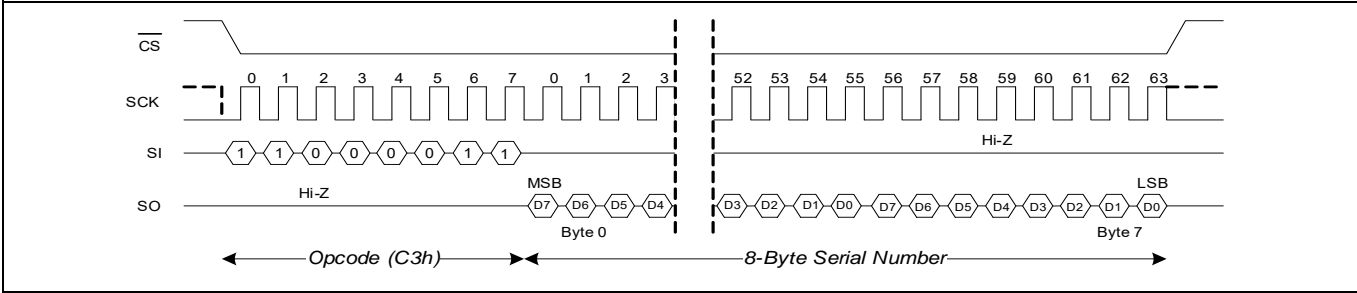 CS
0 1 2 3 4 5 6 7 0 1 2 3 52 53 54 55 56 57 58 59 60 61 62 63
SCK
Hi-Z
SI 1 1 0 0 0 0 1 1
Hi-Z MSB LSB
SO D7 D6 D5 D4 D3 D2 D1 D0 D7 D6 D5 D4 D3 D2 D1 D0
Byte 0 Byte 7
Opcode (C3h) 8-Byte Serial Number